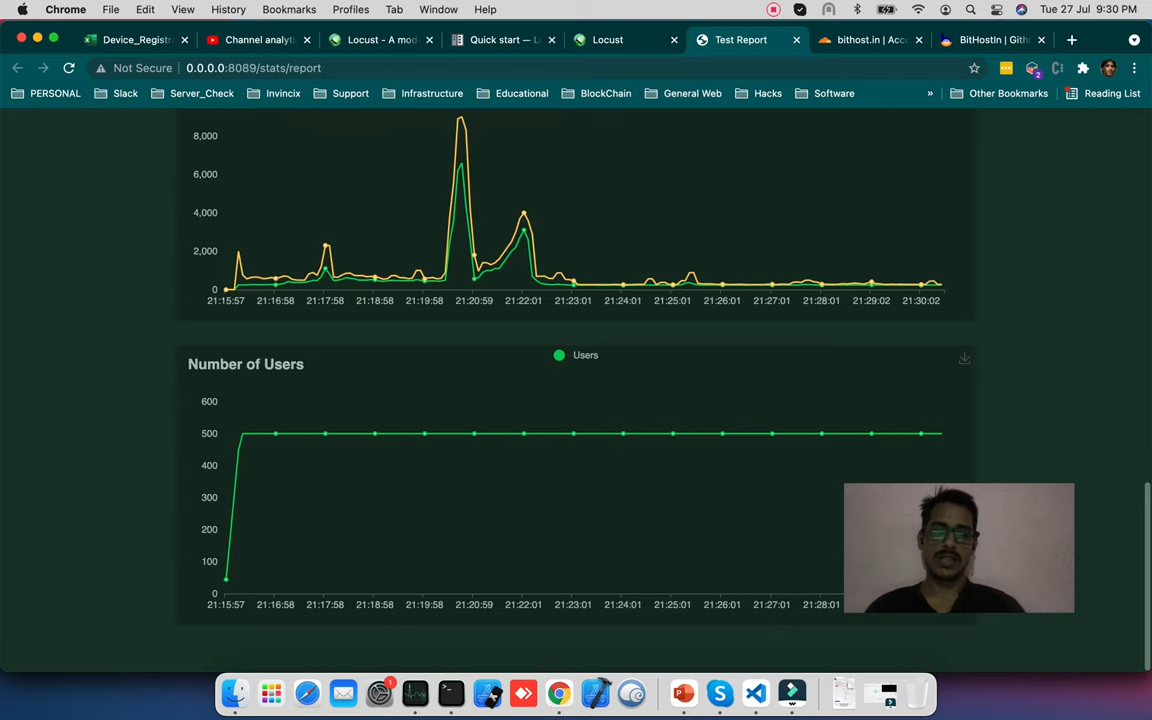 Chrome File Edit View History Bookmarks Profiles Tab Window Help Tue 27 Jul 9:30 PM
Device_Registr Channel analyti Locust - A mod Quick start — L Locust Test Report bithost.in | Acc BitHostIn | Gith
Not Secure 0.0.0.0:8089/stats/report 2
PERSONAL Slack Server_Check Invincix Support Infrastructure Educational BlockChain General Web Hacks Software » Other Bookmarks Reading List
8,000
6,000
4,000
2,000
0
21:15:57 21:16:58 21:17:58 21:18:58 21:19:58 21:20:59 21:22:01 21:23:01 21:24:01 21:25:01 21:26:01 21:27:01 21:28:01 21:29:02 21:30:02
Users
Number of Users
600
500
400
300
200
100
0
21:15:57 21:16:58 21:17:58 21:18:58 21:19:58 21:20:59 21:22:01 21:23:01 21:24:01 21:25:01 21:26:01 21:27:01 21:28:01
1